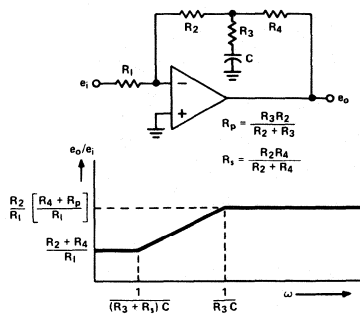 R2
R4
R3
C
ei
R1
−
+
eo
Rp = R3R2 / R2 + R3
Rs = R2R4 / R2 + R4
eo/ei
R2 / R1 [ R4 + Rp / R1 ]
R2 + R4 / R1
1 / (R3 + Rs) C
1 / R3 C
ω